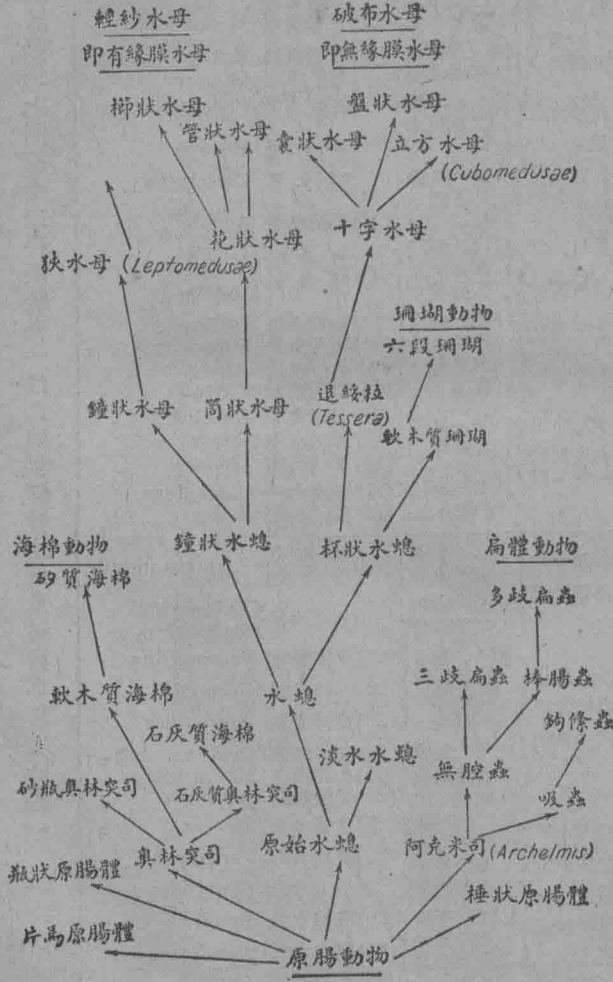 輕紗水母
即有緣膜水母
破布水母
即無緣膜水母
櫛狀水母
管狀水母
囊狀水母
盤狀水母
立方水母
(Cubomedusae)
花狀水母
十字水母
狹水母 (Leptomedusae)
珊瑚動物
六段珊瑚
鐘狀水母
筒狀水母
退綏拉
(Tessera)
軟木質珊瑚
海棉動物
矽質海棉
鐘狀水螅
杯狀水螅
扁體動物
多歧扁蟲
軟木質海棉
水螅
三歧扁蟲
棒腸蟲
石灰質海棉
淡水水螅
無腔蟲
鉤條蟲
砂瓶奧林突司
石灰質奧林突司
吸蟲
瓶狀原腸體
奧林突司
原始水螅
阿克米司 (Archelmis)
棰狀原腸體
片馬原腸體
原腸動物